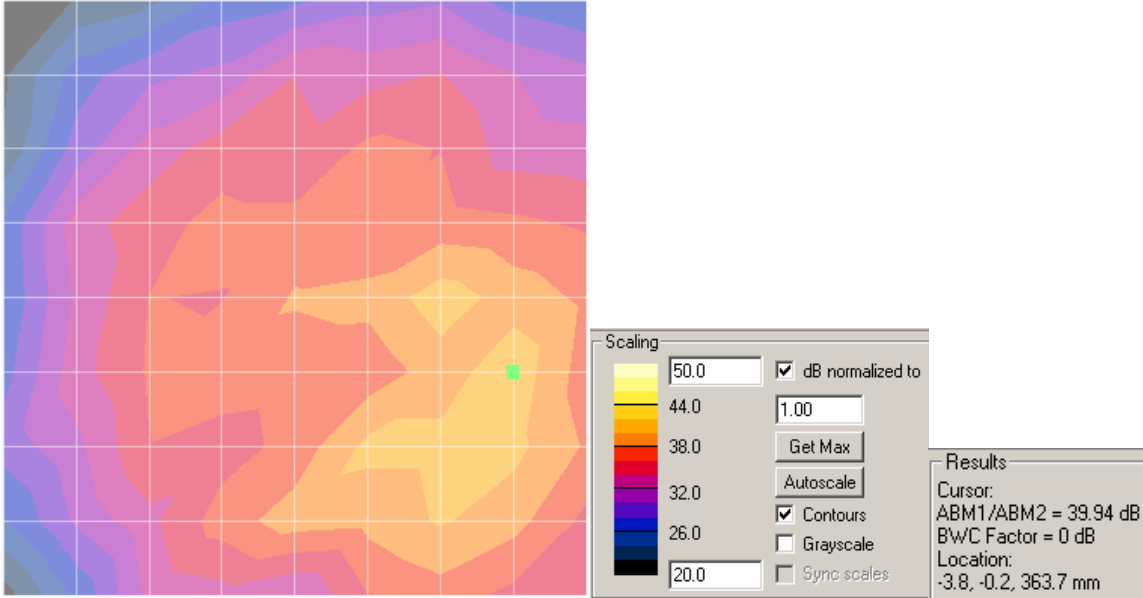 Scaling
50.0
dB normalized to
44.0
1.00
38.0
Get Max
Autoscale
32.0
Contours
26.0
Grayscale
20.0
Sync scales
Results
Cursor:
ABM1/ABM2 = 39.94 dB
BWC Factor = 0 dB
Location:
-3.8, -0.2, 363.7 mm